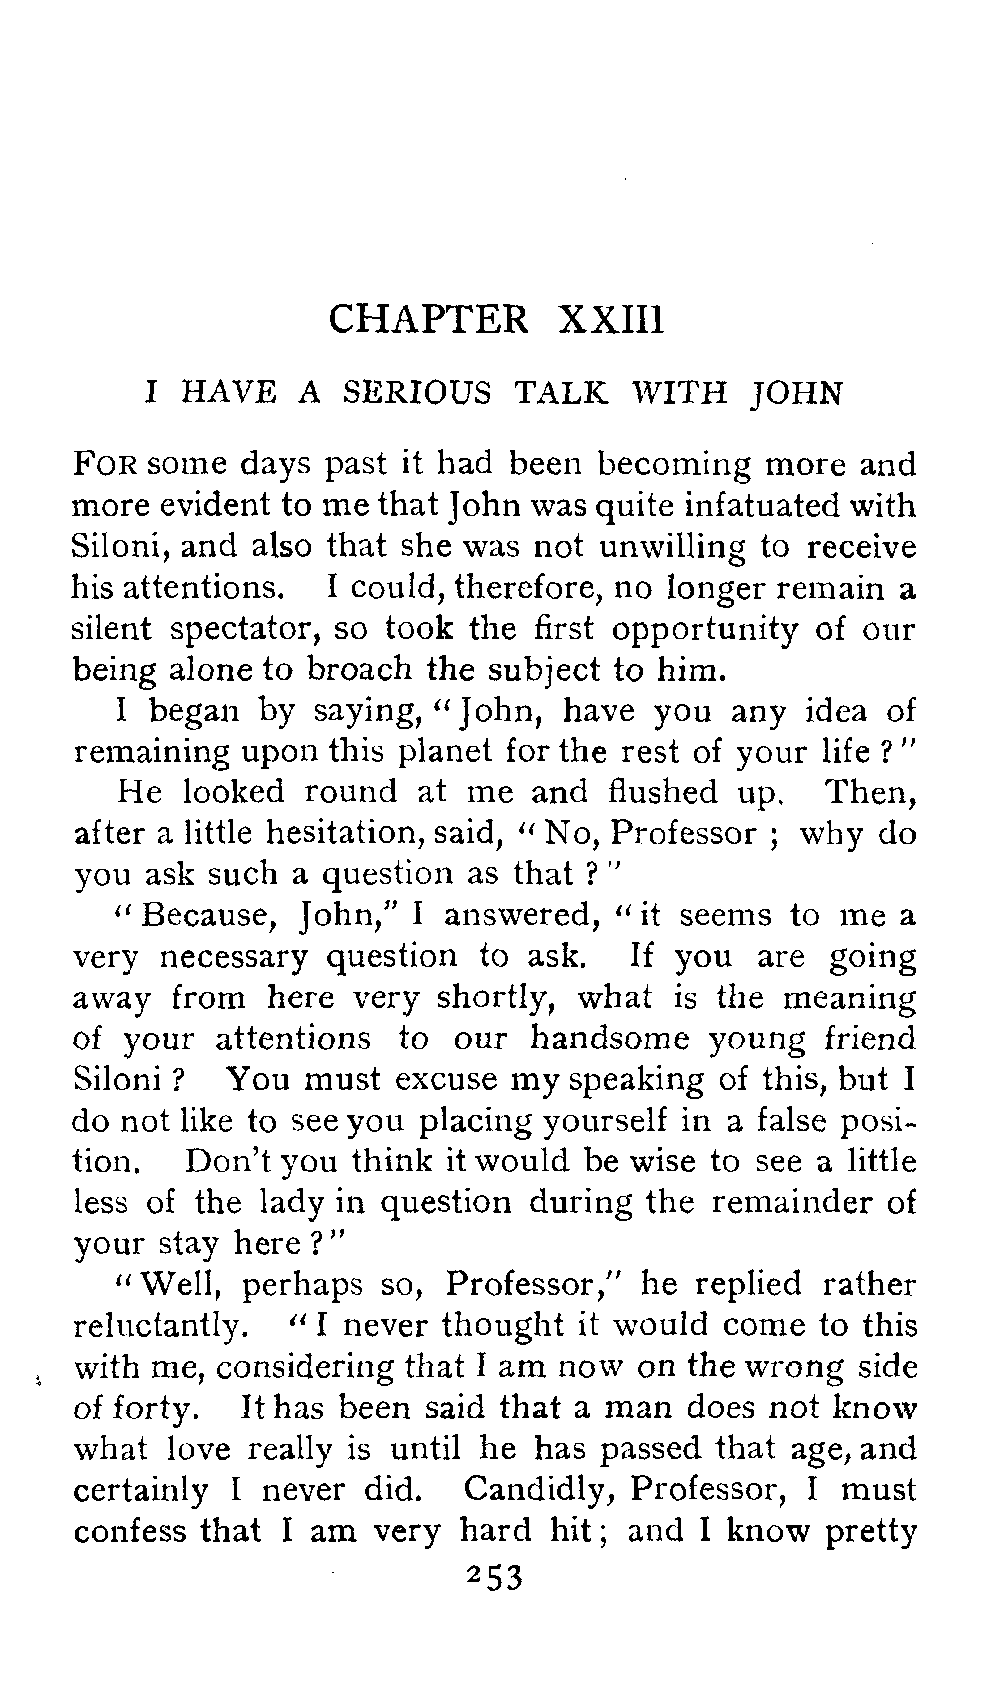 CHAPTER XXIII
I HAVE A SERIOUS TALK WITH JOHN
FOR some days past it had been becoming more and
more evident to me that John was quite infatuated with
Siloni, and also that she was not unwilling to receive
his attentions. I could, therefore, no longer remain a
silent spectator, so took the first opportunity of our
being alone to broach the subject to him.
I began by saying, "John, have you any idea of
remaining upon this planet for the rest of your life?"
He looked round at me and flushed up. Then,
after a little hesitation, said, "No, Professor; why do
you ask such a question as that?"
"Because, John," I answered, "it seems to me a
very necessary question to ask. If you are going
away from here very shortly, what is the meaning
of your attentions to our handsome young friend
Siloni? You must excuse my speaking of this, but I
do not like to see you placing yourself in a false posi-
tion. Don't you think it would be wise to see a little
less of the lady in question during the remainder of
your stay here?"
"Well, perhaps so, Professor," he replied rather
reluctantly. "I never thought it would come to this
with me, considering that I am now on the wrong side
of forty. It has been said that a man does not know
what love really is until he has passed that age, and
certainly I never did. Candidly, Professor, I must
confess that I am very hard hit; and I know pretty
253